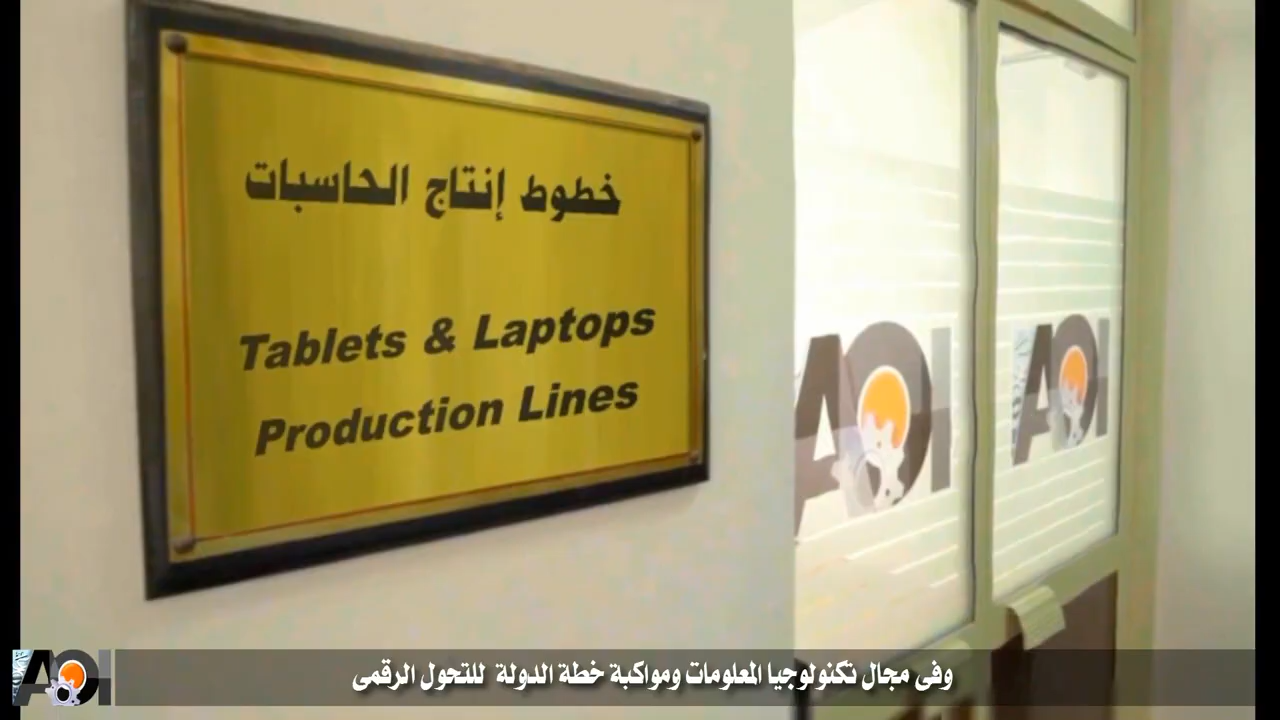 خطوط إنتاج الحاسبات
Tablets & Laptops
Production Lines
AOI
AOI
AOI
وفى مجال تكنولوجيا المعلومات ومواكبة خطة الدولة للتحول الرقمى